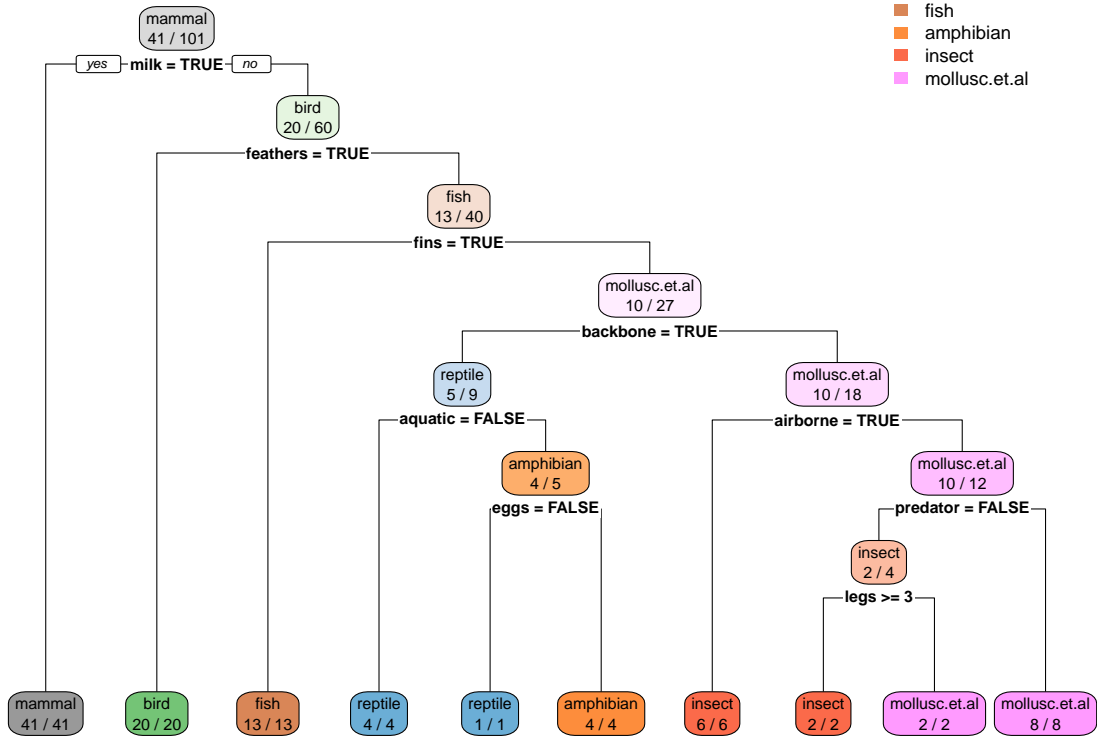 mammal
41 / 101
yes milk = TRUE no
fish
amphibian
insect
mollusc.et.al
bird
20 / 60
feathers = TRUE
fish
13 / 40
fins = TRUE
mollusc.et.al
10 / 27
backbone = TRUE
reptile
5 / 9
aquatic = FALSE
mollusc.et.al
10 / 18
airborne = TRUE
amphibian
4 / 5
eggs = FALSE
mollusc.et.al
10 / 12
predator = FALSE
insect
2 / 4
legs >= 3
mammal
41 / 41
bird
20 / 20
fish
13 / 13
reptile
4 / 4
reptile
1 / 1
amphibian
4 / 4
insect
6 / 6
insect
2 / 2
mollusc.et.al
2 / 2
mollusc.et.al
8 / 8